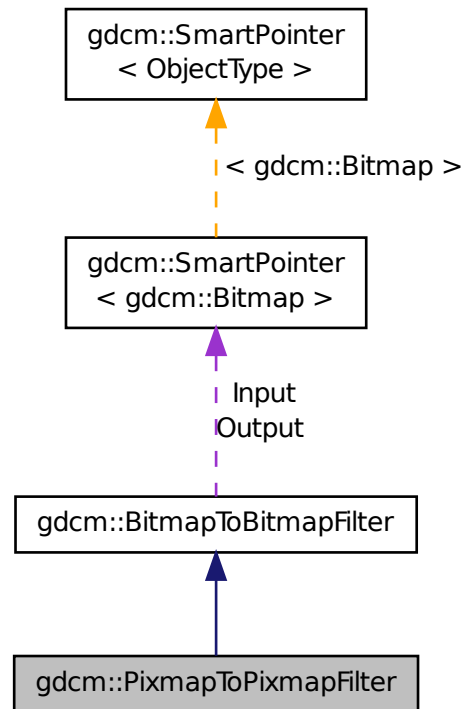 gdcm::SmartPointer
< ObjectType >
< gdcm::Bitmap >
gdcm::SmartPointer
< gdcm::Bitmap >
Input
Output
gdcm::BitmapToBitmapFilter
gdcm::PixmapToPixmapFilter